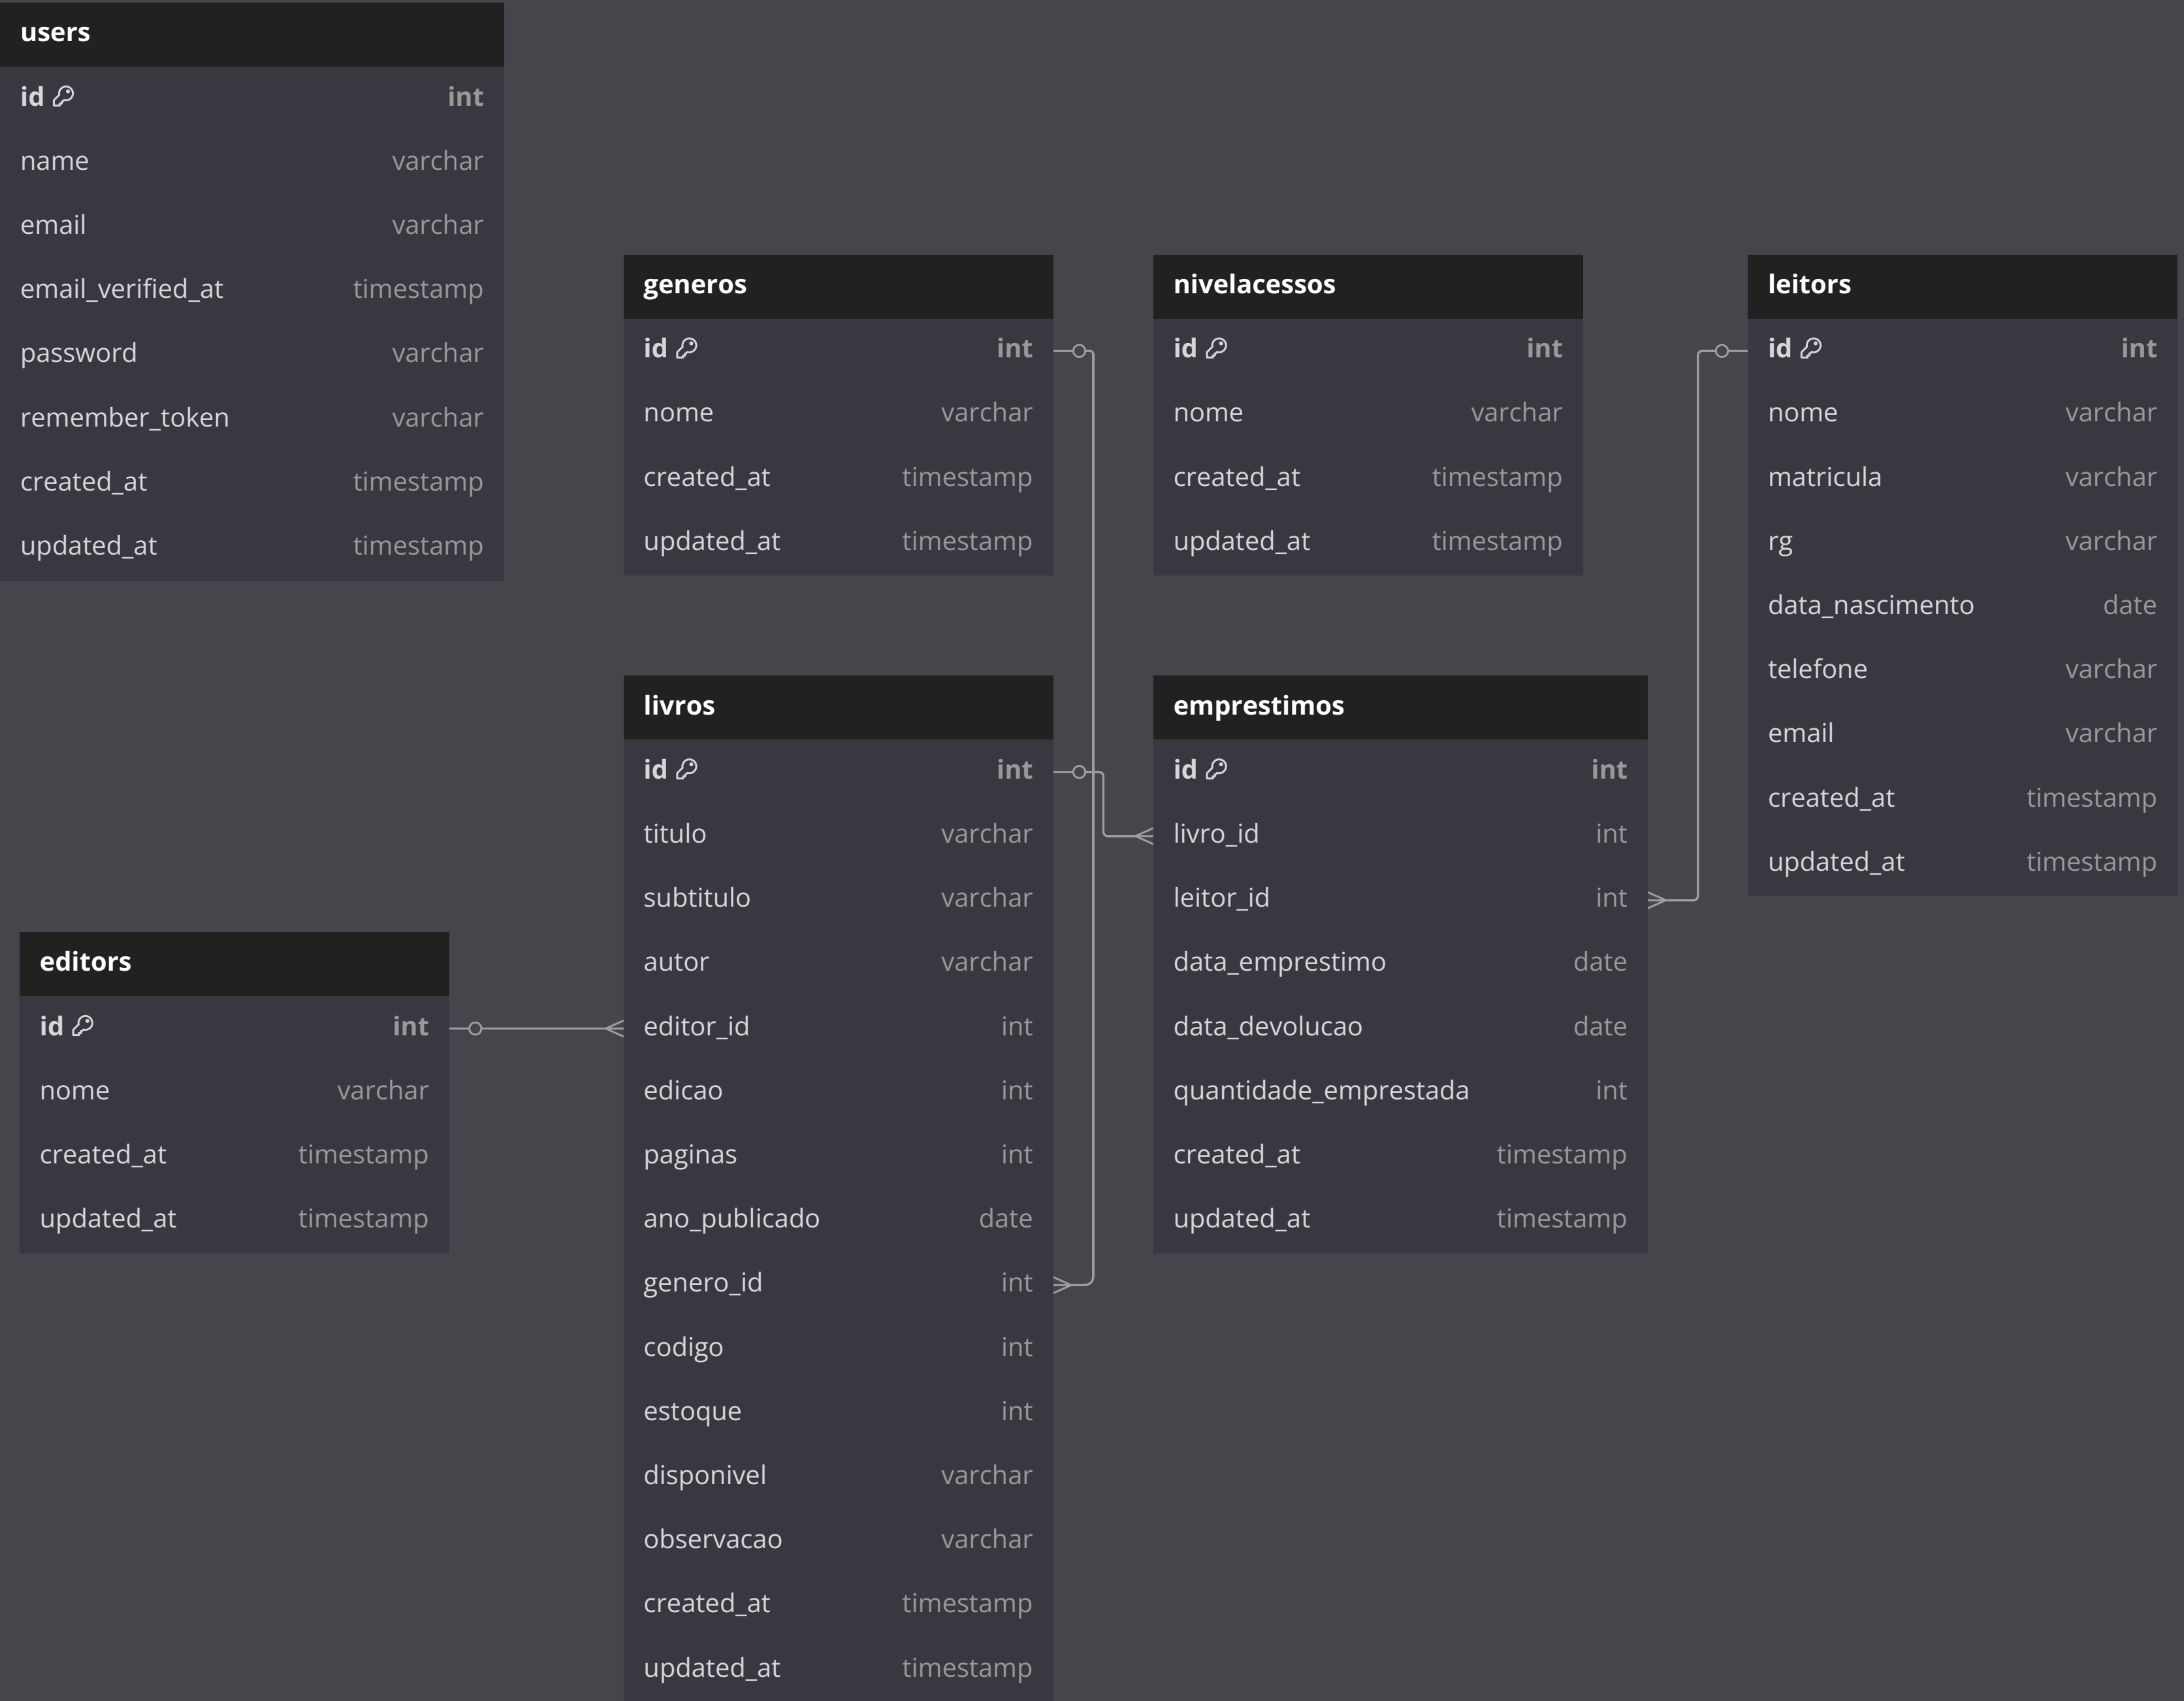 users
id int
name varchar
email varchar
email_verified_at timestamp
password varchar
remember_token varchar
created_at timestamp
updated_at timestamp
generos
id int
nome varchar
created_at timestamp
updated_at timestamp
nivelacessos
id int
nome varchar
created_at timestamp
updated_at timestamp
leitors
id int
nome varchar
matricula varchar
rg varchar
data_nascimento date
telefone varchar
email varchar
created_at timestamp
updated_at timestamp
editors
id int
nome varchar
created_at timestamp
updated_at timestamp
livros
id int
titulo varchar
subtitulo varchar
autor varchar
editor_id int
edicao int
paginas int
ano_publicado date
genero_id int
codigo int
estoque int
disponivel varchar
observacao varchar
created_at timestamp
updated_at timestamp
emprestimos
id int
livro_id int
leitor_id int
data_emprestimo date
data_devolucao date
quantidade_emprestada int
created_at timestamp
updated_at timestamp